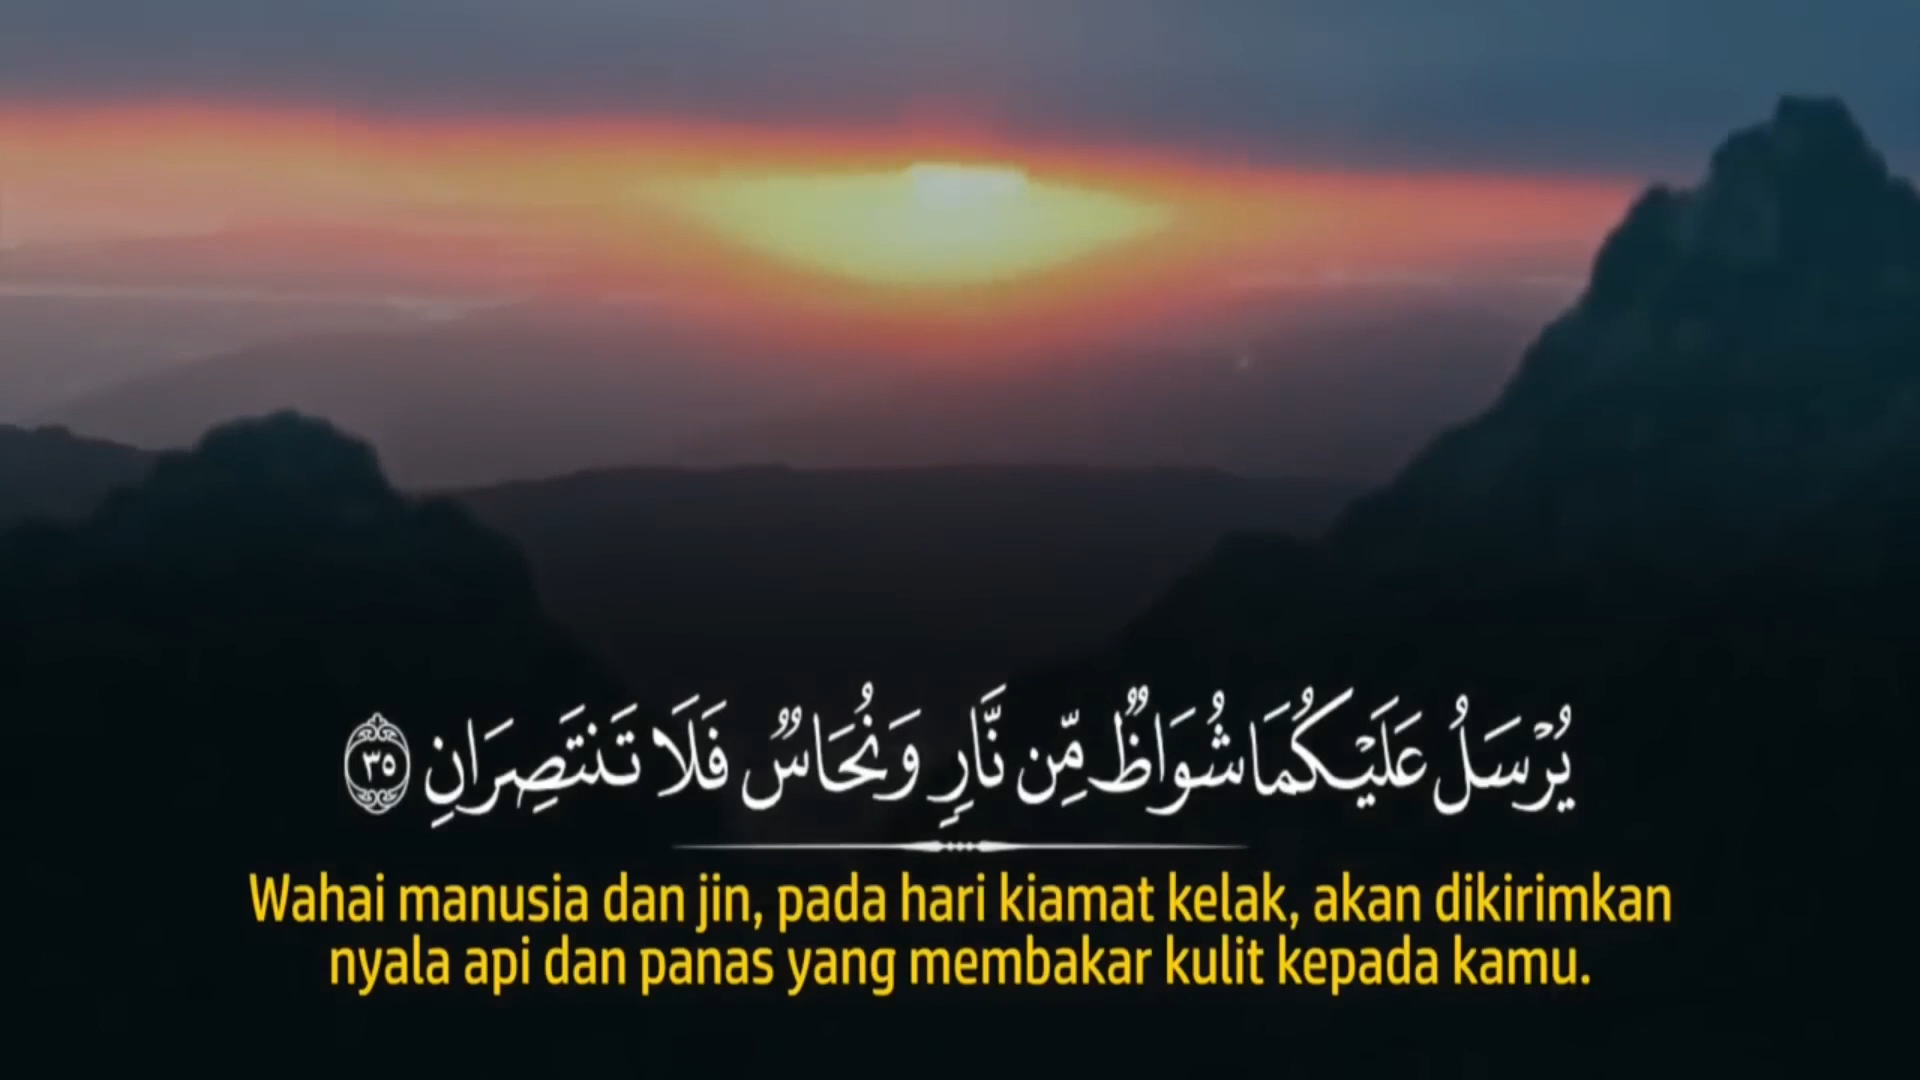 يُرْسَلُ عَلَيْكُمَا شُوَاظٌ مِّن نَّارٍ وَنُحَاسٌ فَلَا تَنتَصِرَانِ ٣٥
Wahai manusia dan jin, pada hari kiamat kelak, akan dikirimkan
nyala api dan panas yang membakar kulit kepada kamu.